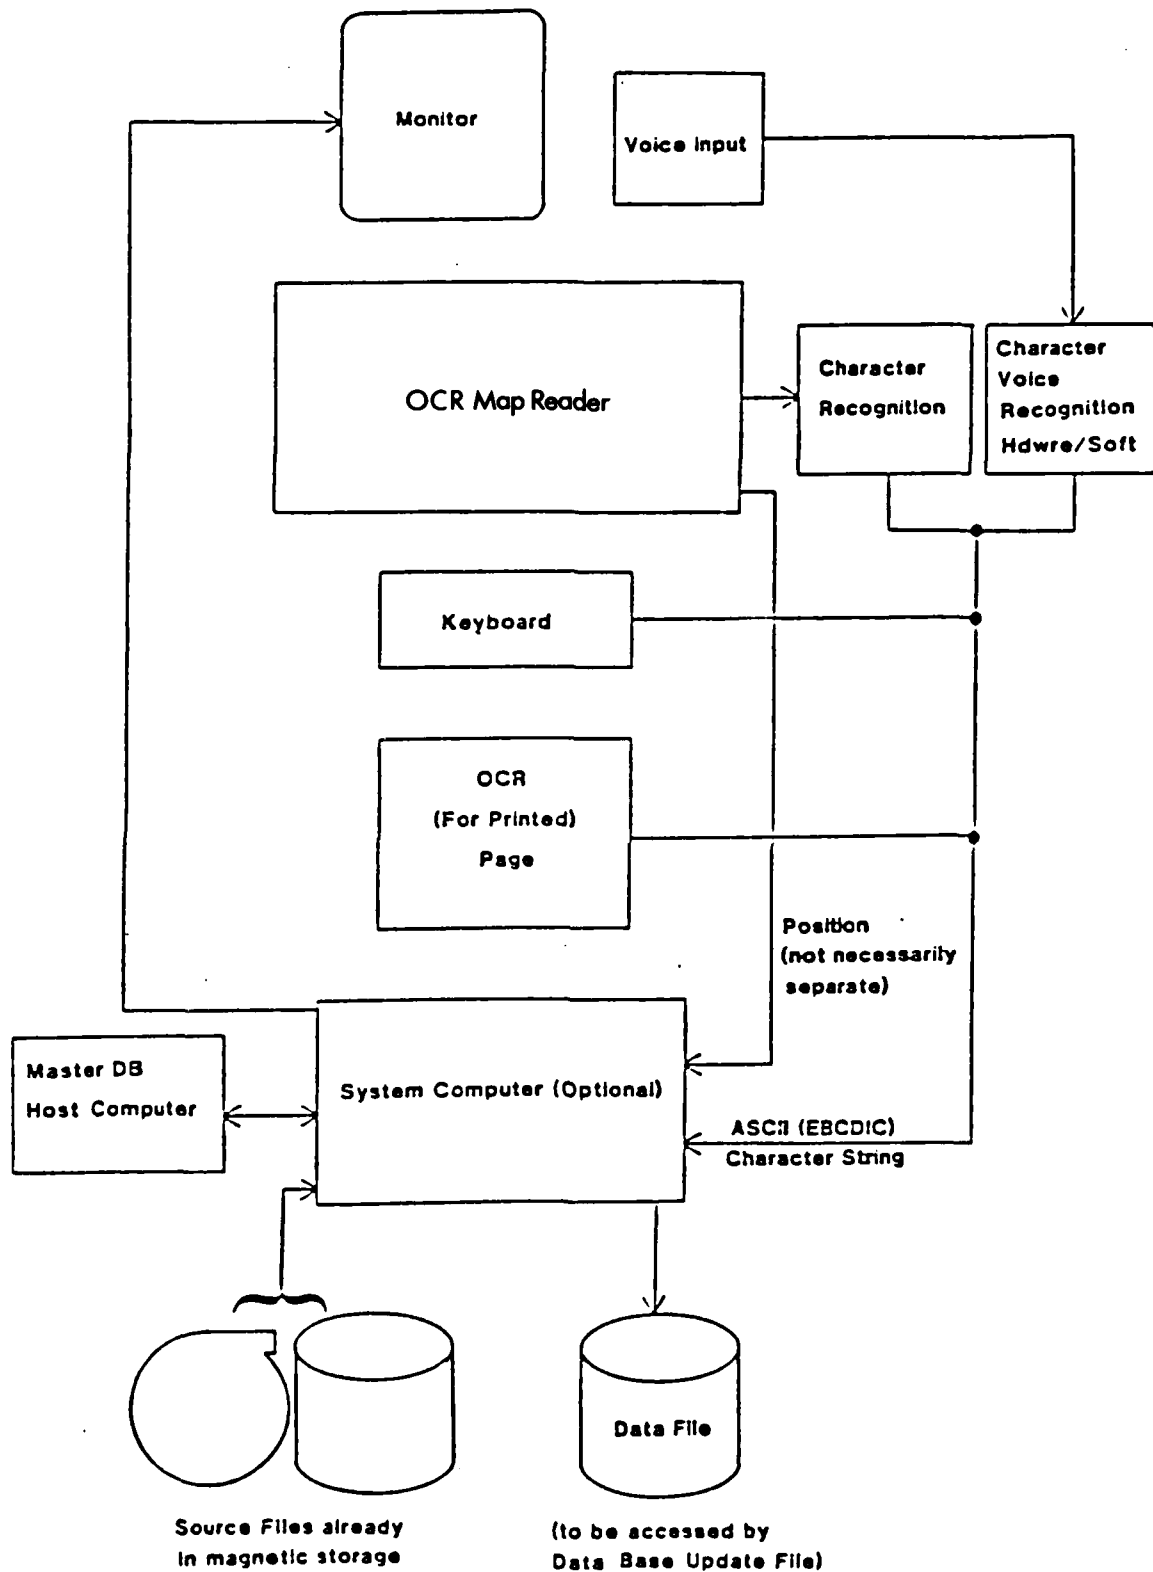 Monitor
Voice Input
OCR Map Reader
Character
Recognition
Character
Voice
Recognition
Hdwre/Soft
Keyboard
OCR
(For Printed)
Page
Position
(not necessarily
separate)
Master DB
Host Computer
System Computer (Optional)
ASCII (EBCDIC)
Character String
Data File
Source Files already
in magnetic storage
(to be accessed by
Data Base Update File)